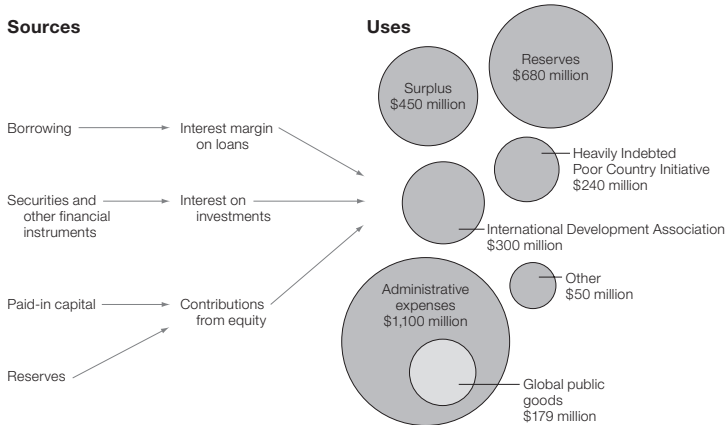 Sources
Uses
Borrowing
Interest margin
on loans
Securities and
other financial
instruments
Interest on
investments
Paid-in capital
Contributions
from equity
Reserves
Surplus
$450 million
Reserves
$680 million
Heavily Indebted
Poor Country Initiative
$240 million
International Development Association
$300 million
Other
$50 million
Administrative
expenses
$1,100 million
Global public
goods
$179 million